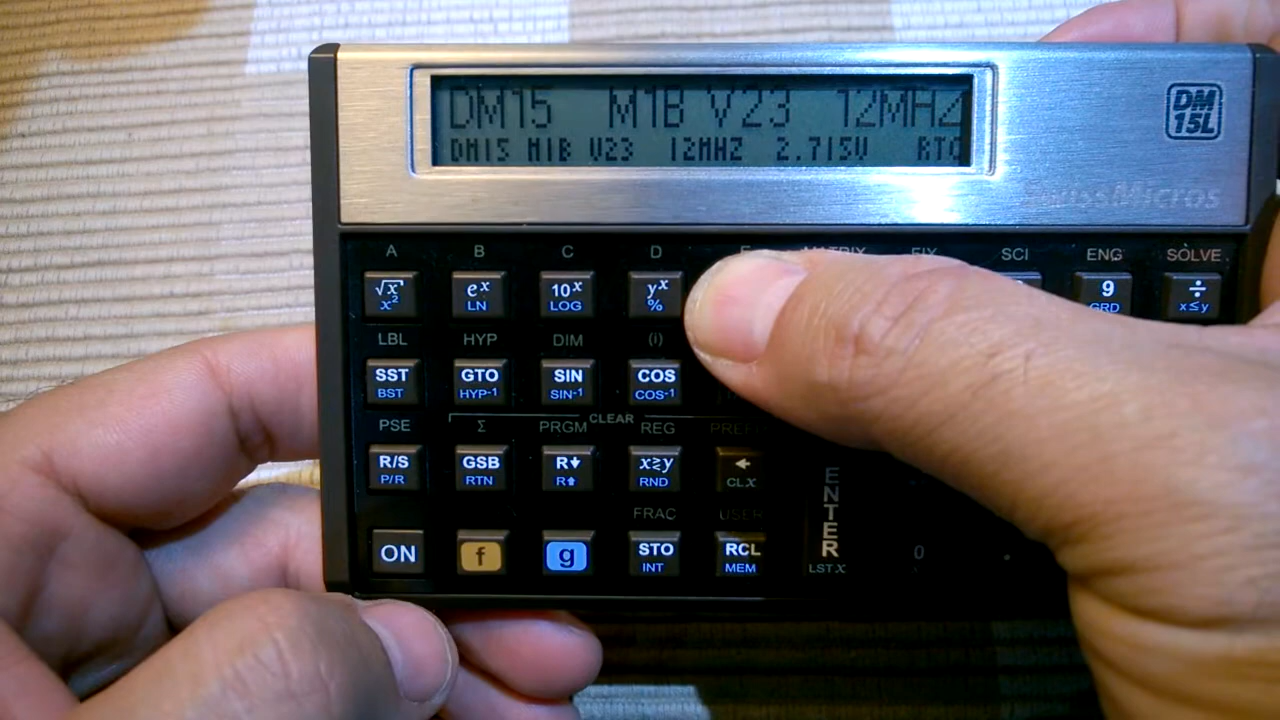 DM15 M1B V23 12MHZ
DM15 M1B V23 12MHZ 2.715V RTC
DM
15L
SwissMicros
A B C D E MATRIX FIX SCI ENG SOLVE
√x eˣ 10ˣ yˣ 9 ÷
x² LN LOG % GRD x≤y
LBL HYP DIM (i)
SST GTO SIN COS
BST HYP-1 SIN-1 COS-1
CLEAR
PSE Σ PRGM REG PREFIX
R/S GSB R↓ x≷y ←
P/R RTN R↑ RND CLx
FRAC USER
ENTER
ON f g STO RCL 0 .
INT MEM LSTx